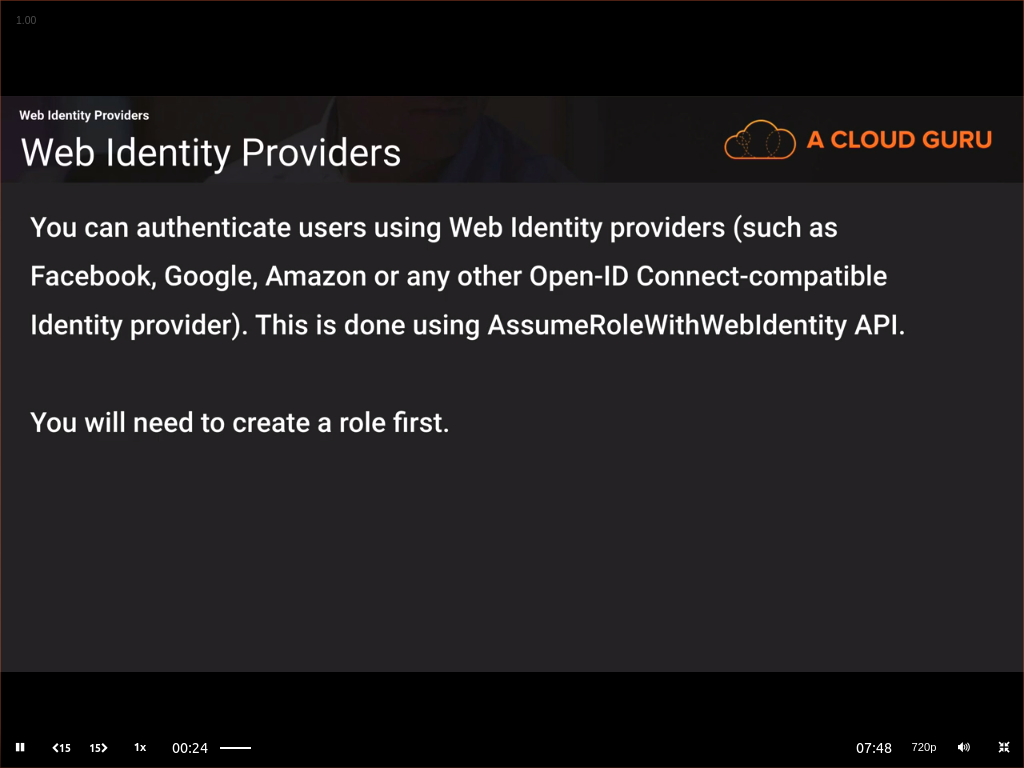 1.00
Web Identity Providers
Web Identity Providers
A CLOUD GURU
You can authenticate users using Web Identity providers (such as
Facebook, Google, Amazon or any other Open-ID Connect-compatible
Identity provider). This is done using AssumeRoleWithWebIdentity API.
You will need to create a role first.
15 15 1x 00:24 07:48 720p